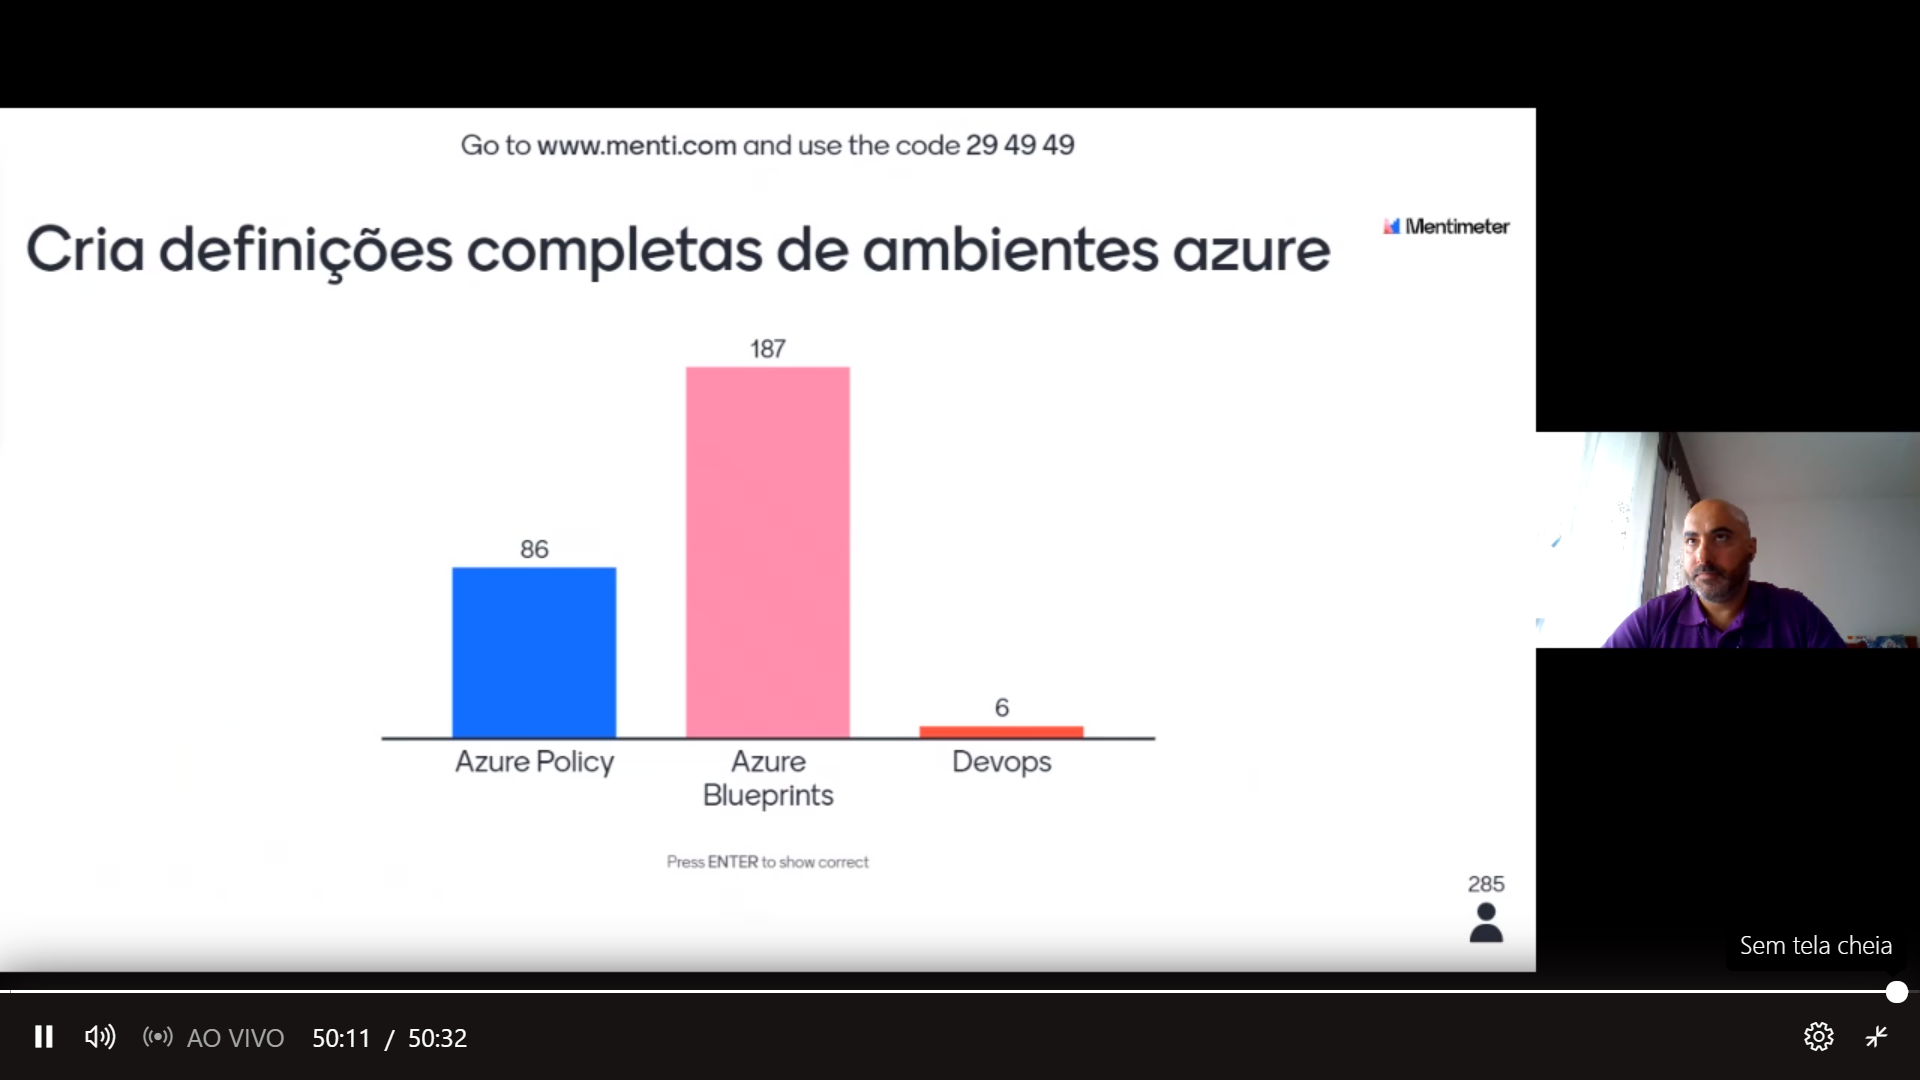 Go to www.menti.com and use the code 29 49 49
Cria definições completas de ambientes azure
Mentimeter
187
86
6
Azure Policy
Azure
Blueprints
Devops
Press ENTER to show correct
285
Sem tela cheia
AO VIVO 50:11 / 50:32